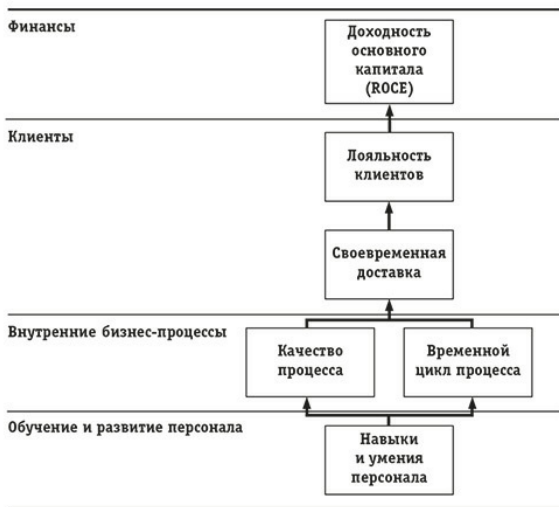 Финансы
Доходность
основного
капитала
(ROCE)
Клиенты
Лояльность
клиентов
Своевременная
доставка
Внутренние бизнес-процессы
Качество
процесса
Временной
цикл процесса
Обучение и развитие персонала
Навыки
и умения
персонала